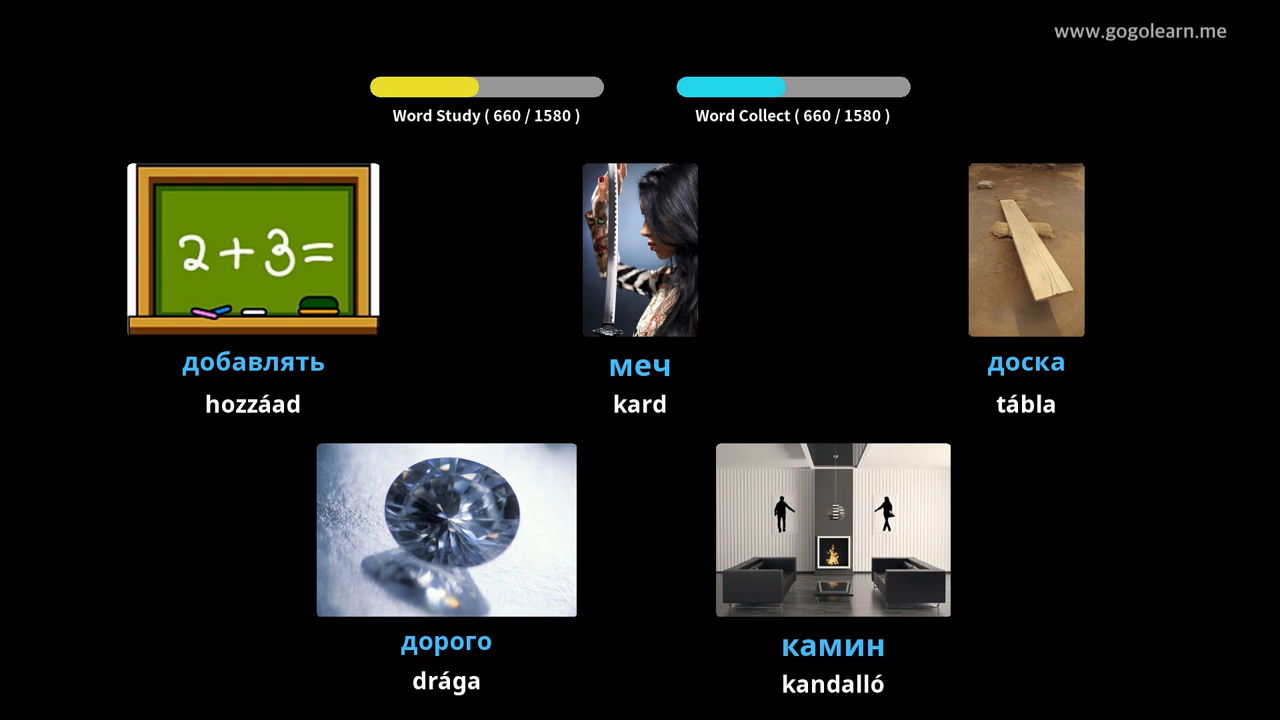 www.gogolearn.me
Word Study ( 660 / 1580 )
Word Collect ( 660 / 1580 )
2+3=
добавлять
hozzáad
меч
kard
доска
tábla
дорого
drága
камин
kandalló